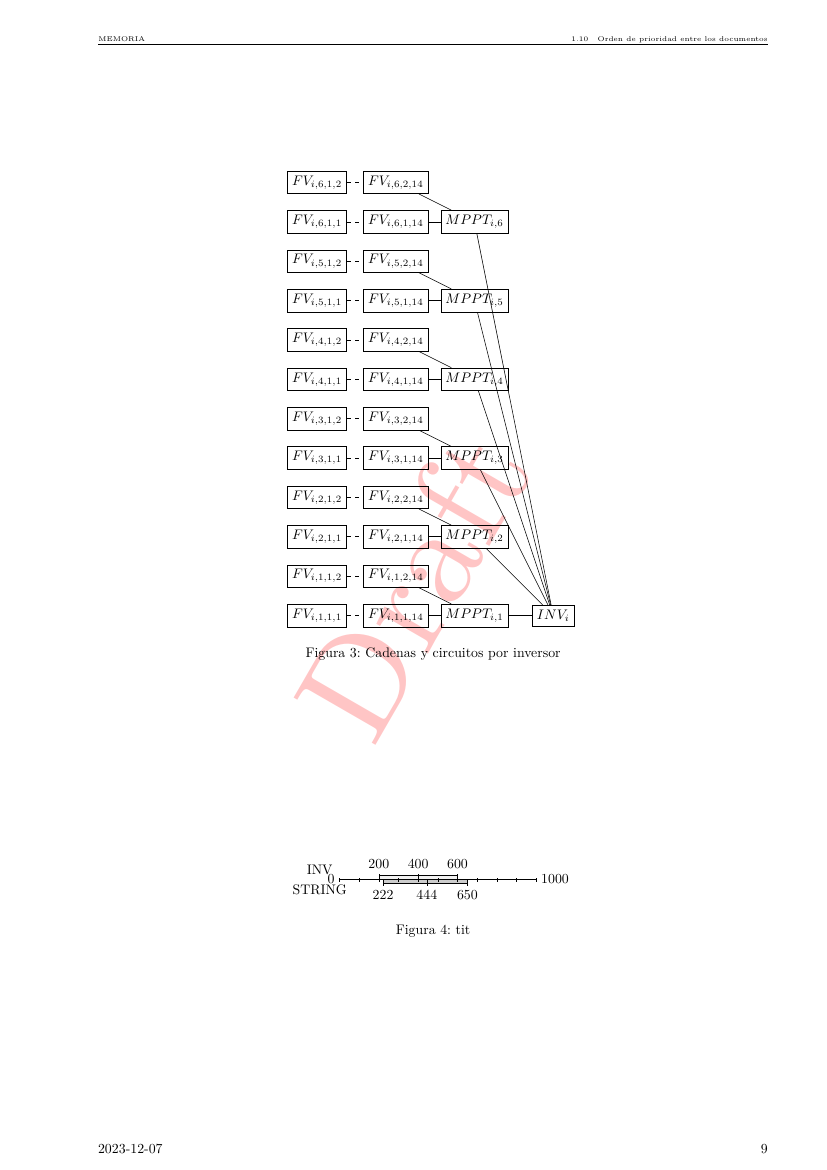 MEMORIA 1.10 Orden de prioridad entre los documentos
FV_{i,6,1,2} FV_{i,6,2,14}
FV_{i,6,1,1} FV_{i,6,1,14} MPPT_{i,6}
FV_{i,5,1,2} FV_{i,5,2,14}
FV_{i,5,1,1} FV_{i,5,1,14} MPPT_{i,5}
FV_{i,4,1,2} FV_{i,4,2,14}
FV_{i,4,1,1} FV_{i,4,1,14} MPPT_{i,4}
FV_{i,3,1,2} FV_{i,3,2,14}
FV_{i,3,1,1} FV_{i,3,1,14} MPPT_{i,3}
FV_{i,2,1,2} FV_{i,2,2,14}
FV_{i,2,1,1} FV_{i,2,1,14} MPPT_{i,2}
FV_{i,1,1,2} FV_{i,1,2,14}
FV_{i,1,1,1} FV_{i,1,1,14} MPPT_{i,1} INV_i
Draft
Figura 3: Cadenas y circuitos por inversor
200 400 600
INV
0 1000
STRING
222 444 650
Figura 4: tit
2023-12-07 9